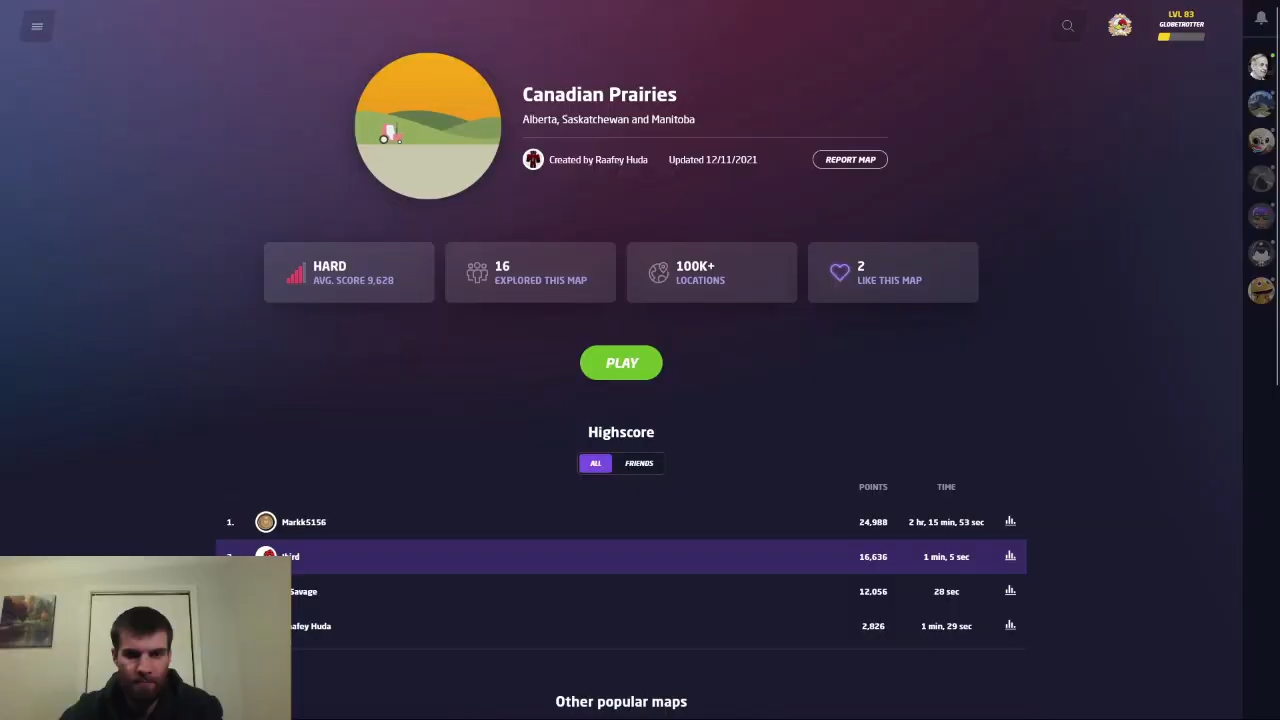 LVL 83
GLOBETROTTER
Canadian Prairies
Alberta, Saskatchewan and Manitoba
Created by Raafey Huda
Updated 12/11/2021
REPORT MAP
HARD
AVG. SCORE 9,628
16
EXPLORED THIS MAP
100K+
LOCATIONS
2
LIKE THIS MAP
PLAY
Highscore
ALL
FRIENDS
POINTS
TIME
1.
Markk5156
24,988
2 hr, 15 min, 53 sec
16,636
1 min, 5 sec
Savage
12,056
28 sec
Huda
2,826
1 min, 29 sec
Other popular maps